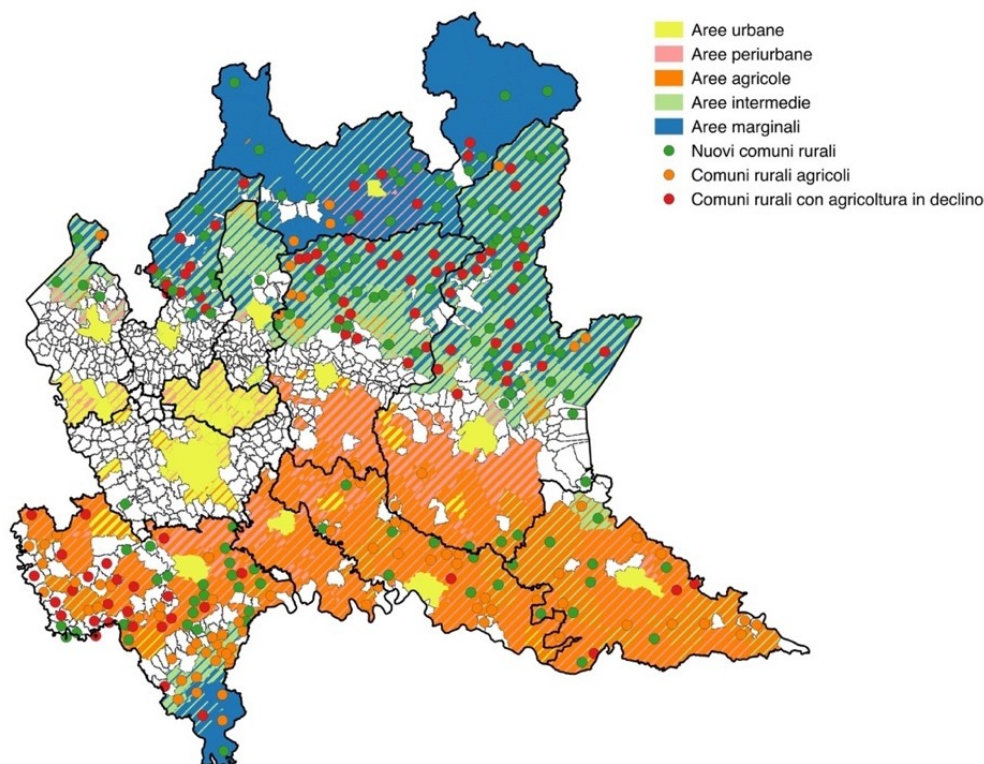 Aree urbane
Aree periurbane
Aree agricole
Aree intermedie
Aree marginali
Nuovi comuni rurali
Comuni rurali agricoli
Comuni rurali con agricoltura in declino